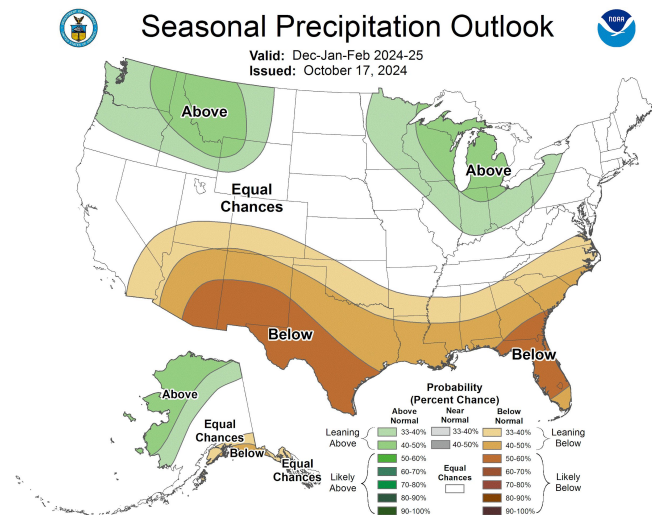 Seasonal Precipitation Outlook
Valid: Dec-Jan-Feb 2024-25
Issued: October 17, 2024
NOAA
Above
Above
Equal
Chances
Below
Below
Above
Equal
Chances
Below
Equal
Chances
Probability
(Percent Chance)
Above
Normal
Near
Normal
Below
Normal
Leaning
Above
33-40%
33-40%
33-40%
Leaning
Below
40-50%
40-50%
40-50%
Likely
Above
50-60%
60-70%
70-80%
80-90%
90-100%
Equal
Chances
50-60%
60-70%
70-80%
80-90%
90-100%
Likely
Below